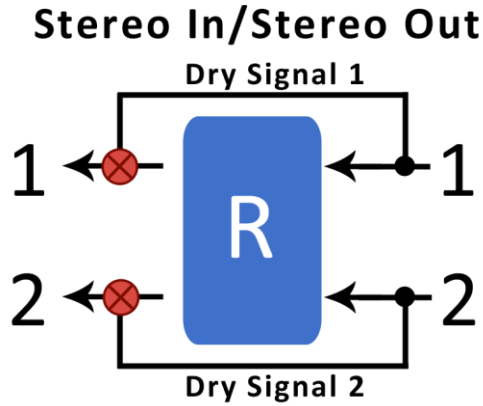 Stereo In/Stereo Out
Dry Signal 1
1 1
R
2 2
Dry Signal 2